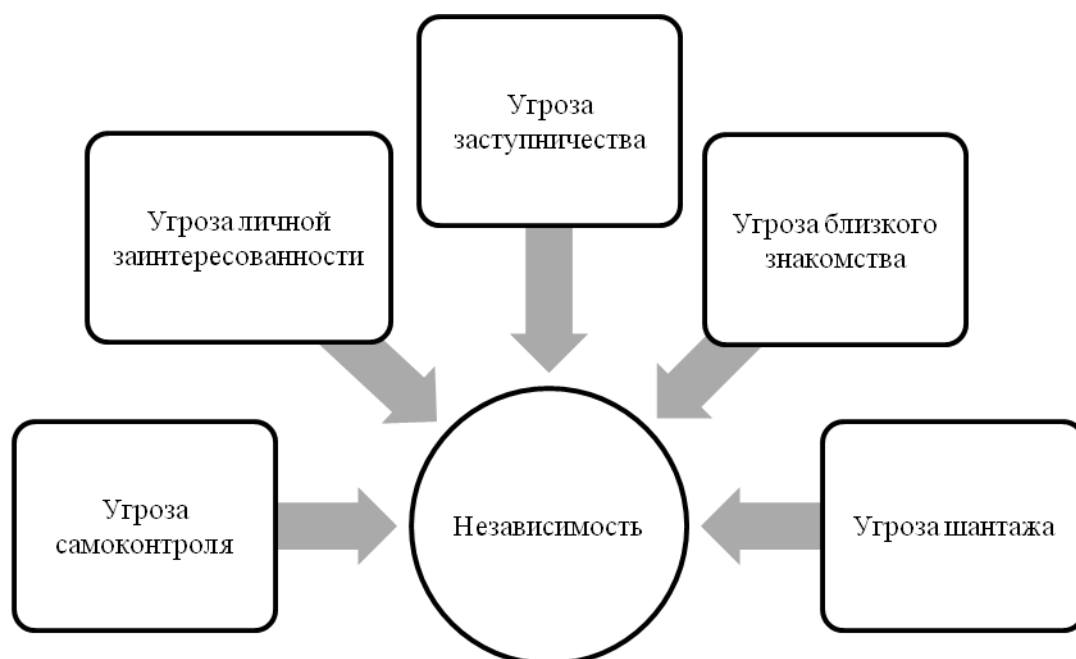 Угроза
заступничества
Угроза личной
заинтересованности
Угроза близкого
знакомства
Угроза
самоконтроля
Независимость
Угроза шантажа